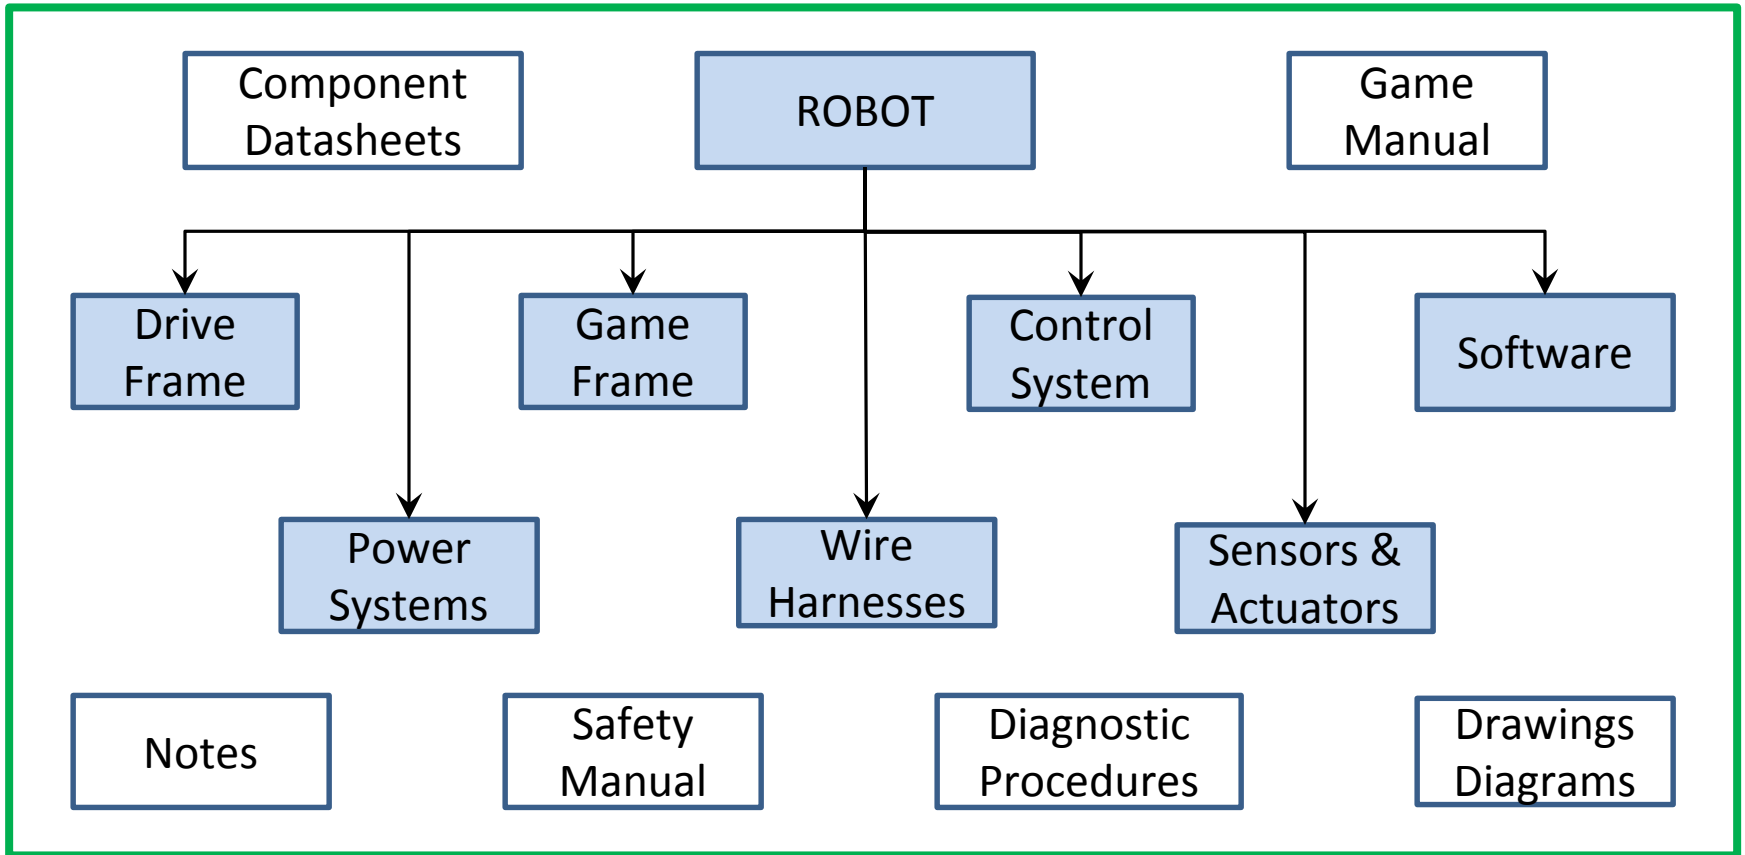 Component
Datasheets
ROBOT
Game
Manual
Drive
Frame
Game
Frame
Control
System
Software
Power
Systems
Wire
Harnesses
Sensors &
Actuators
Notes
Safety
Manual
Diagnostic
Procedures
Drawings
Diagrams